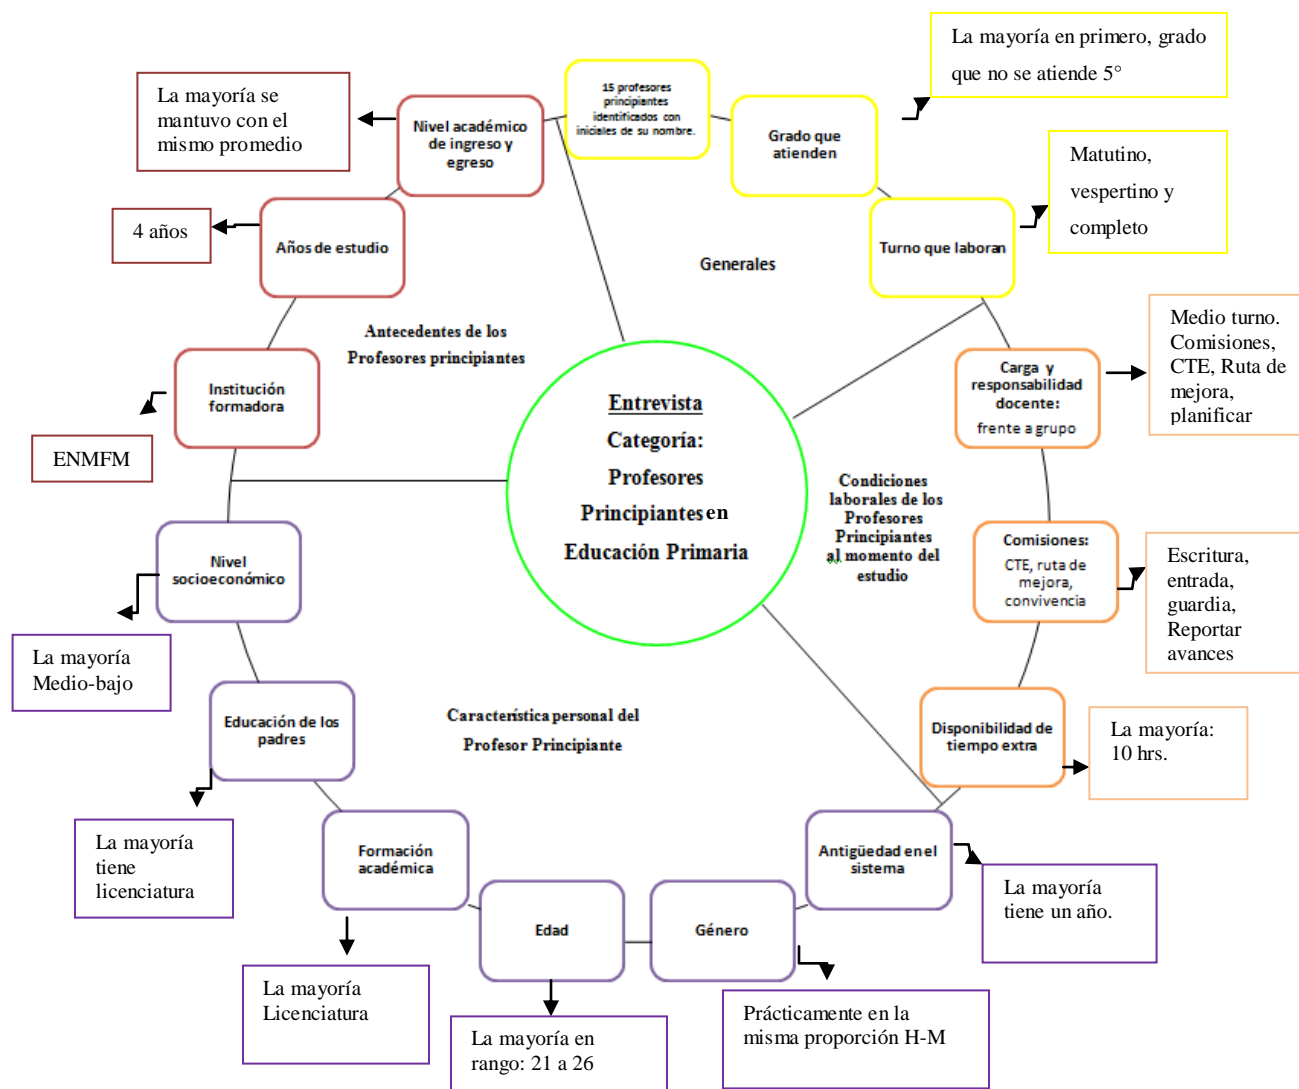 La mayoría en primero, grado
que no se atiende 5°
15 profesores
principiantes
identificados con
iniciales de su nombre.
La mayoría se
mantuvo con el
mismo promedio
Nivel académico
de ingreso y
egreso
Grado que
atienden
Matutino,
vespertino y
completo
4 años
Años de estudio
Turno que laboran
Generales
Antecedentes de los
Profesores principiantes
Medio turno.
Comisiones,
CTE, Ruta de
mejora,
planificar
Carga y
responsabilidad
docente:
frente a grupo
Institución
formadora
ENMFM
Entrevista
Categoría:
Profesores
Principiantes en
Educación Primaria
Condiciones
laborales de los
Profesores
Principiantes
al momento del
estudio
Comisiones:
CTE, ruta de
mejora,
convivencia
Escritura,
entrada,
guardia,
Reportar
avances
Nivel
socioeconómico
La mayoría
Medio-bajo
Educación de los
padres
Característica personal del
Profesor Principiante
Disponibilidad de
tiempo extra
La mayoría:
10 hrs.
La mayoría
tiene
licenciatura
Formación
académica
Antigüedad en el
sistema
La mayoría
tiene un año.
Edad
Género
La mayoría
Licenciatura
La mayoría en
rango: 21 a 26
Prácticamente en la
misma proporción H-M